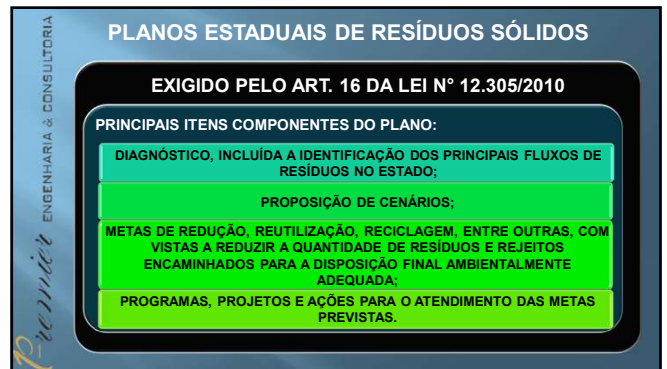 PLANOS ESTADUAIS DE RESÍDUOS SÓLIDOS
EXIGIDO PELO ART. 16 DA LEI N° 12.305/2010
PRINCIPAIS ITENS COMPONENTES DO PLANO:
DIAGNÓSTICO, INCLUÍDA A IDENTIFICAÇÃO DOS PRINCIPAIS FLUXOS DE
RESÍDUOS NO ESTADO;
PROPOSIÇÃO DE CENÁRIOS;
METAS DE REDUÇÃO, REUTILIZAÇÃO, RECICLAGEM, ENTRE OUTRAS, COM
VISTAS A REDUZIR A QUANTIDADE DE RESÍDUOS E REJEITOS
ENCAMINHADOS PARA A DISPOSIÇÃO FINAL AMBIENTALMENTE
ADEQUADA;
PROGRAMAS, PROJETOS E AÇÕES PARA O ATENDIMENTO DAS METAS
PREVISTAS.
Premier ENGENHARIA & CONSULTORIA